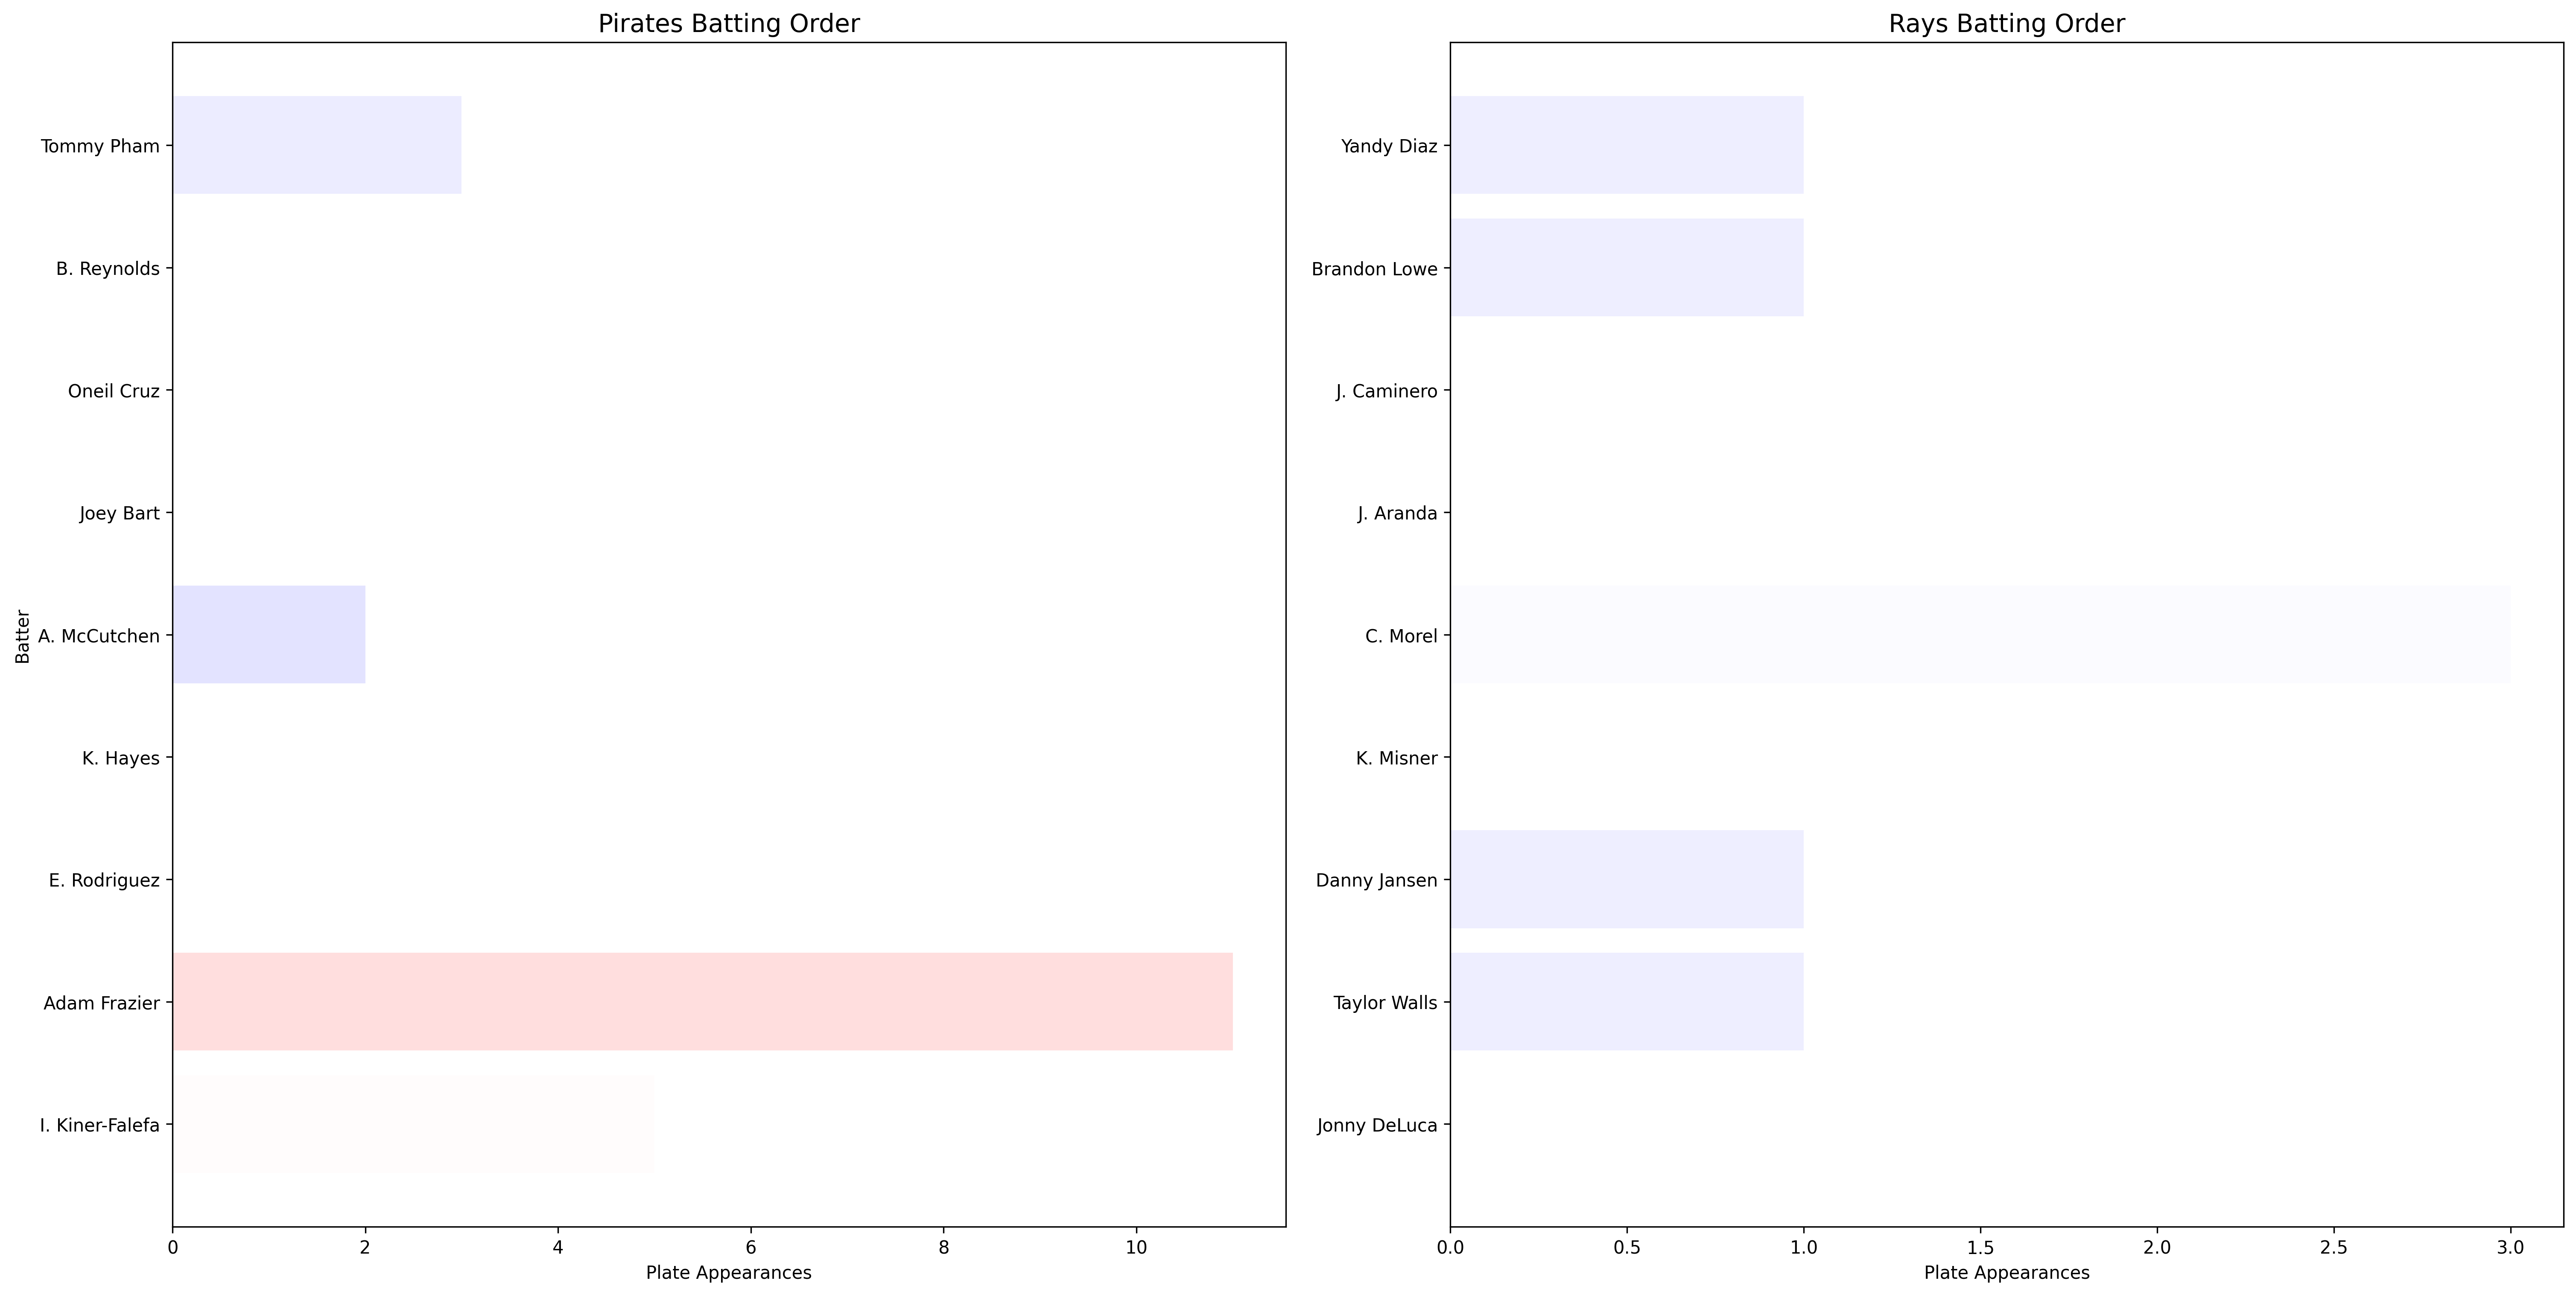 Pirates Batting Order
Batter
Tommy Pham
B. Reynolds
Oneil Cruz
Joey Bart
A. McCutchen
K. Hayes
E. Rodriguez
Adam Frazier
I. Kiner-Falefa
0 2 4 6 8 10
Plate Appearances
Rays Batting Order
Yandy Diaz
Brandon Lowe
J. Caminero
J. Aranda
C. Morel
K. Misner
Danny Jansen
Taylor Walls
Jonny DeLuca
0.0 0.5 1.0 1.5 2.0 2.5 3.0
Plate Appearances